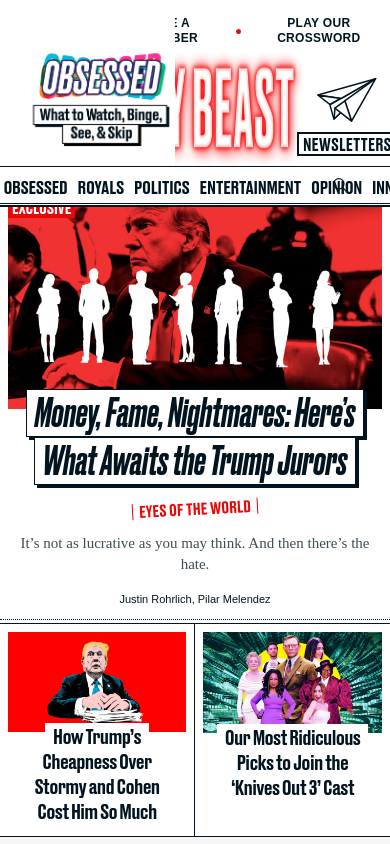 E A
BER
PLAY OUR
CROSSWORD
OBSESSED
What to Watch, Binge,
See, & Skip
Y BEAST
NEWSLETTERS
OBSESSED ROYALS POLITICS ENTERTAINMENT OPINION INN
EXCLUSIVE
Money, Fame, Nightmares: Here’s
What Awaits the Trump Jurors
EYES OF THE WORLD
It’s not as lucrative as you may think. And then there’s the
hate.
Justin Rohrlich, Pilar Melendez
How Trump’s
Cheapness Over
Stormy and Cohen
Cost Him So Much
Our Most Ridiculous
Picks to Join the
‘Knives Out 3’ Cast